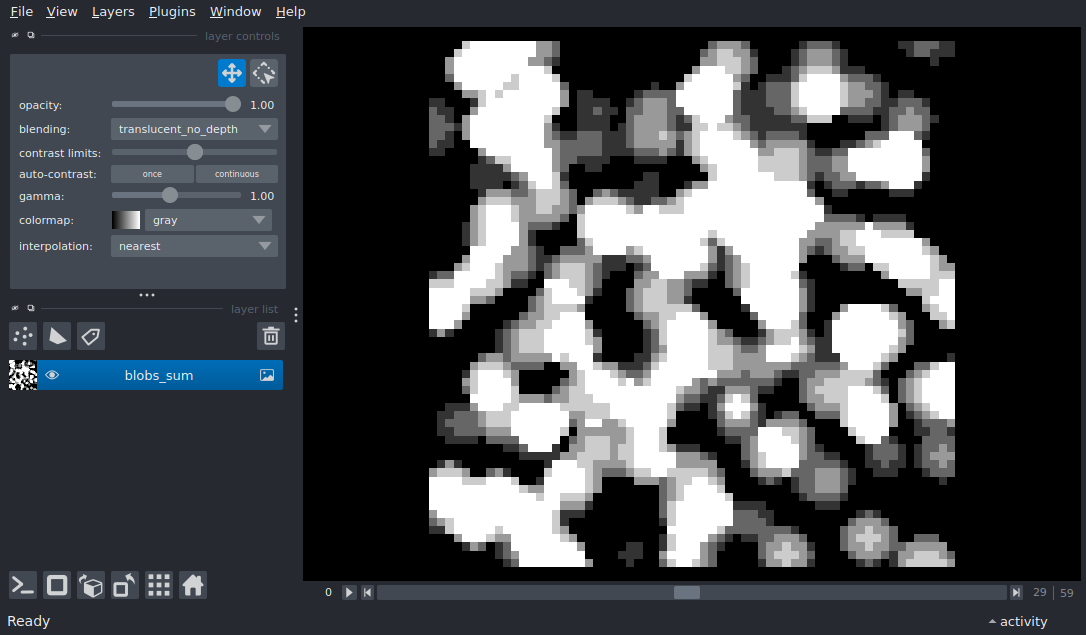 File View Layers Plugins Window Help
layer controls
opacity: 1.00
blending: translucent_no_depth
contrast limits:
auto-contrast: once continuous
gamma: 1.00
colormap: gray
interpolation: nearest
layer list
blobs_sum
0 29 59
Ready activity